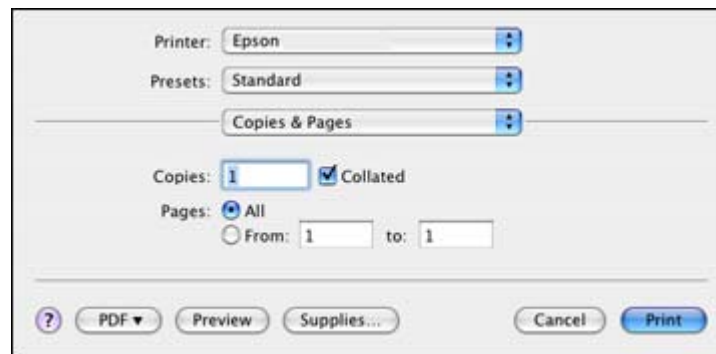 Printer: Epson
Presets: Standard
Copies & Pages
Copies: 1 Collated
Pages: All
From: 1 to: 1
? PDF ▼ Preview Supplies... Cancel Print